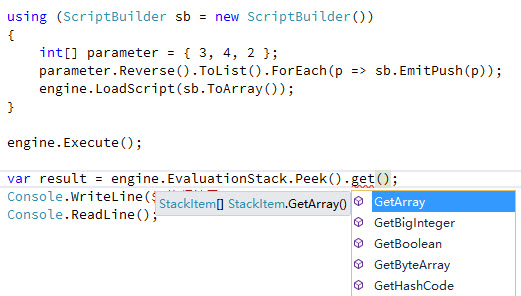 using (ScriptBuilder sb = new ScriptBuilder())
{
int[] parameter = { 3, 4, 2 };
parameter.Reverse().ToList().ForEach(p => sb.EmitPush(p));
engine.LoadScript(sb.ToArray());
}
engine.Execute();
var result = engine.EvaluationStack.Peek().get();
Console.WriteLine(
StackItem[] StackItem.GetArray()
Console.ReadLine();
GetArray
GetBigInteger
GetBoolean
GetByteArray
GetHashCode